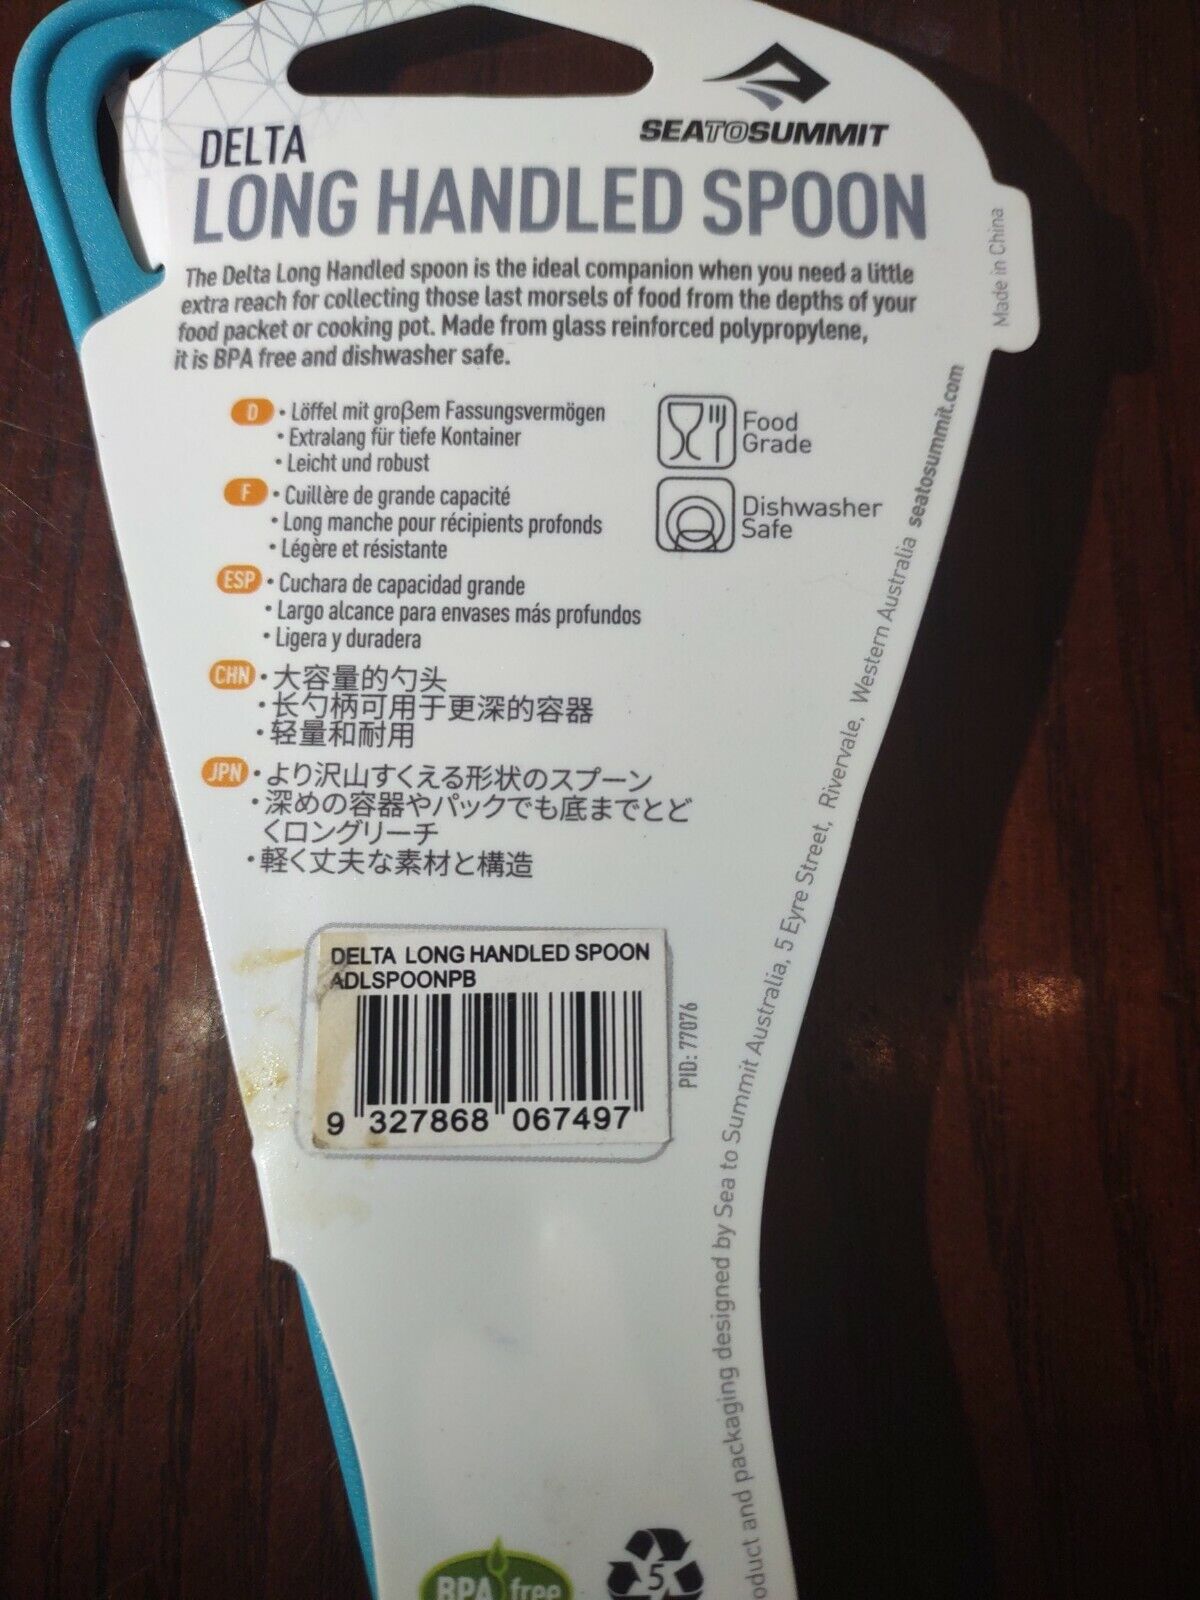 SEATOSUMMIT
DELTA
LONG HANDLED SPOON
The Delta Long Handled spoon is the ideal companion when you need a little
extra reach for collecting those last morsels of food from the depths of your
food packet or cooking pot. Made from glass reinforced polypropylene,
it is BPA free and dishwasher safe.
Made in China
D • Löffel mit großem Fassungsvermögen
• Extralang für tiefe Kontainer
• Leicht und robust
F • Cuillère de grande capacité
• Long manche pour récipients profonds
• Légère et résistante
ESP • Cuchara de capacidad grande
• Largo alcance para envases más profundos
• Ligera y duradera
CHN • 大容量的勺头
• 长勺柄可用于更深的容器
• 轻量和耐用
JPN • より沢山すくえる形状のスプーン
• 深めの容器やパックでも底までとど
くロングリーチ
• 軽く丈夫な素材と構造
Food
Grade
Dishwasher
Safe
DELTA LONG HANDLED SPOON
ADLSPOONPB
9 327868 067497
PID: 77076
oduct and packaging designed by Sea to Summit Australia, 5 Eyre Street, Rivervale, Western Australia seatosummit.com
BPA free
5